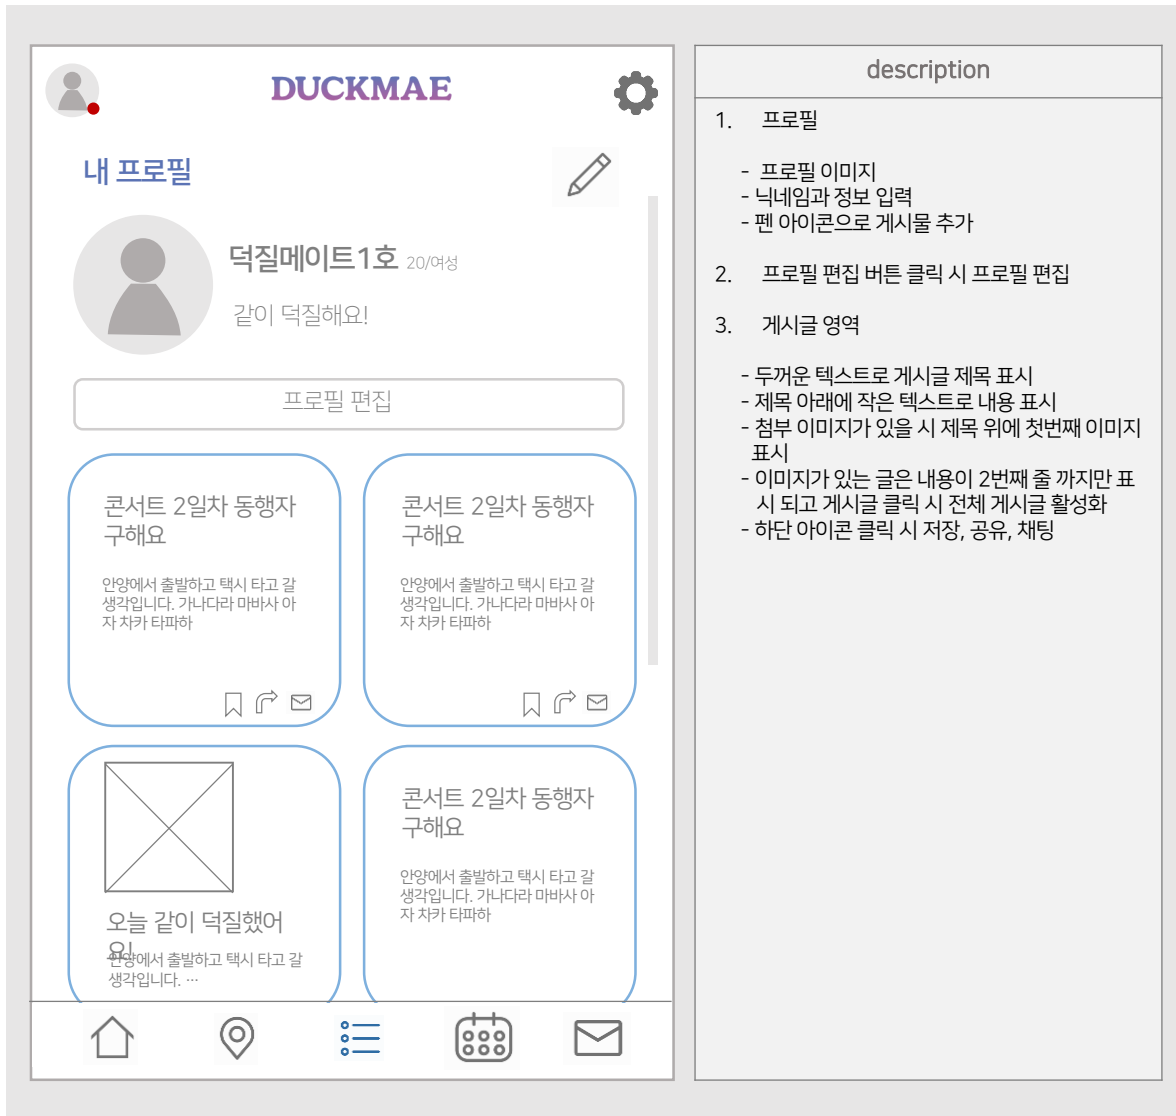 DUCKMAE
내 프로필
덕질메이트1호 20/여성
같이 덕질해요!
프로필 편집
콘서트 2일차 동행자
구해요
안양에서 출발하고 택시 타고 갈
생각입니다. 가나다라 마바사 아
자 차카 타파하
콘서트 2일차 동행자
구해요
안양에서 출발하고 택시 타고 갈
생각입니다. 가나다라 마바사 아
자 차카 타파하
오늘 같이 덕질했어
요!
안양에서 출발하고 택시 타고 갈
생각입니다. …
콘서트 2일차 동행자
구해요
안양에서 출발하고 택시 타고 갈
생각입니다. 가나다라 마바사 아
자 차카 타파하
description
1. 프로필
- 프로필 이미지
- 닉네임과 정보 입력
- 펜 아이콘으로 게시물 추가
2. 프로필 편집 버튼 클릭 시 프로필 편집
3. 게시글 영역
- 두꺼운 텍스트로 게시글 제목 표시
- 제목 아래에 작은 텍스트로 내용 표시
- 첨부 이미지가 있을 시 제목 위에 첫번째 이미지
표시
- 이미지가 있는 글은 내용이 2번째 줄 까지만 표
시 되고 게시글 클릭 시 전체 게시글 활성화
- 하단 아이콘 클릭 시 저장, 공유, 채팅